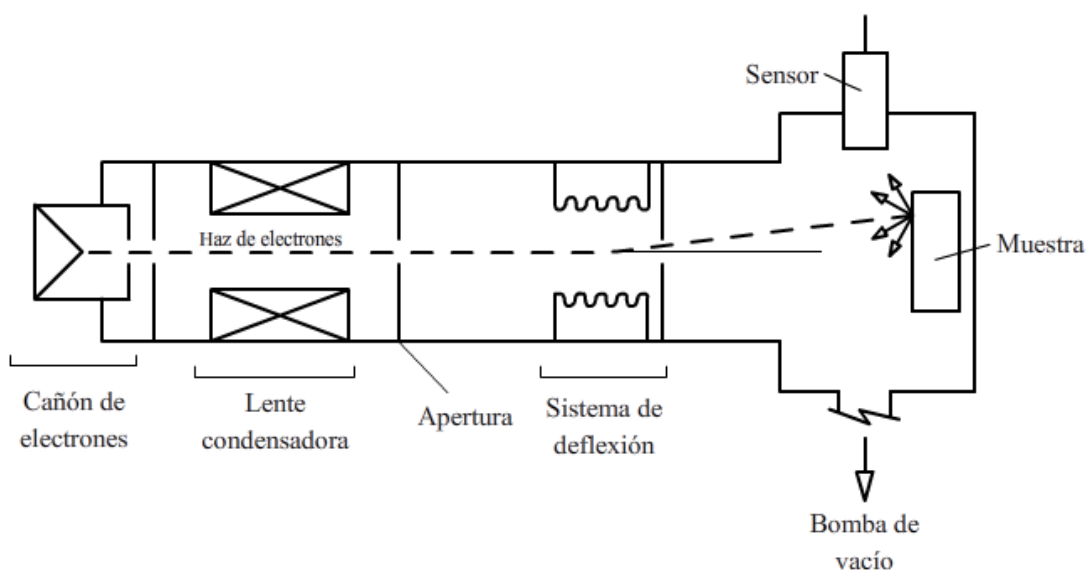 Sensor
Haz de electrones
Muestra
Cañón de
electrones
Lente
condensadora
Apertura
Sistema de
deflexión
Bomba de
vacío